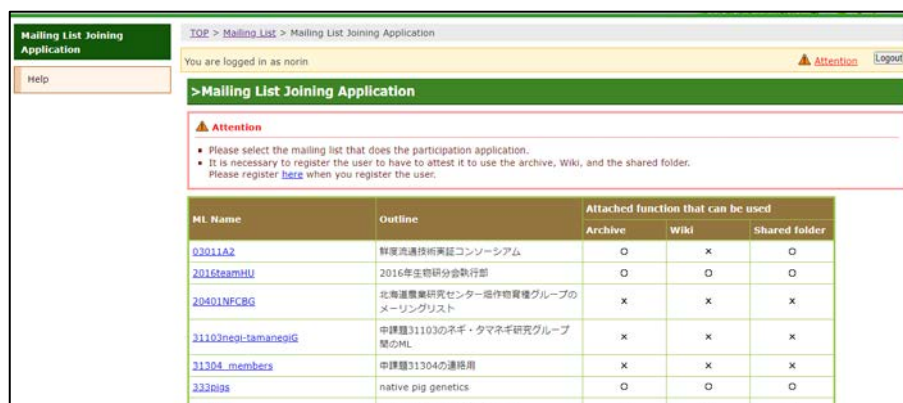 Mailing List Joining
Application
Help
TOP > Mailing List > Mailing List Joining Application
You are logged in as norin
Attention
Logout
>Mailing List Joining Application
Attention
Please select the mailing list that does the participation application.
It is necessary to register the user to have to attest it to use the archive, Wiki, and the shared folder.
Please register here when you register the user.
ML Name Outline Attached function that can be used
Archive Wiki Shared folder
03011A2 鮮度流通技術実証コンソーシアム O × O
2016teamHU 2016年生物研分会執行部 O O O
20401NFCBG 北海道農業研究センター畑作物育種グループの
メーリングリスト × × ×
31103negi-tamanegiG 中課題31103のネギ・タマネギ研究グループ
間のML × × ×
31304_members 中課題31304の連絡用 × × ×
333pigs native pig genetics O O O